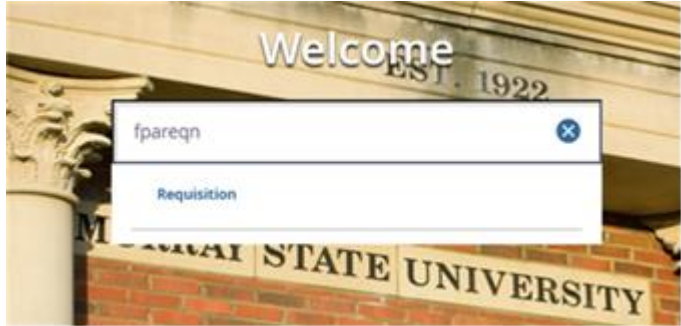 Welcome
EST. 1922
fpareqn
Requisition
MURRAY STATE UNIVERSITY